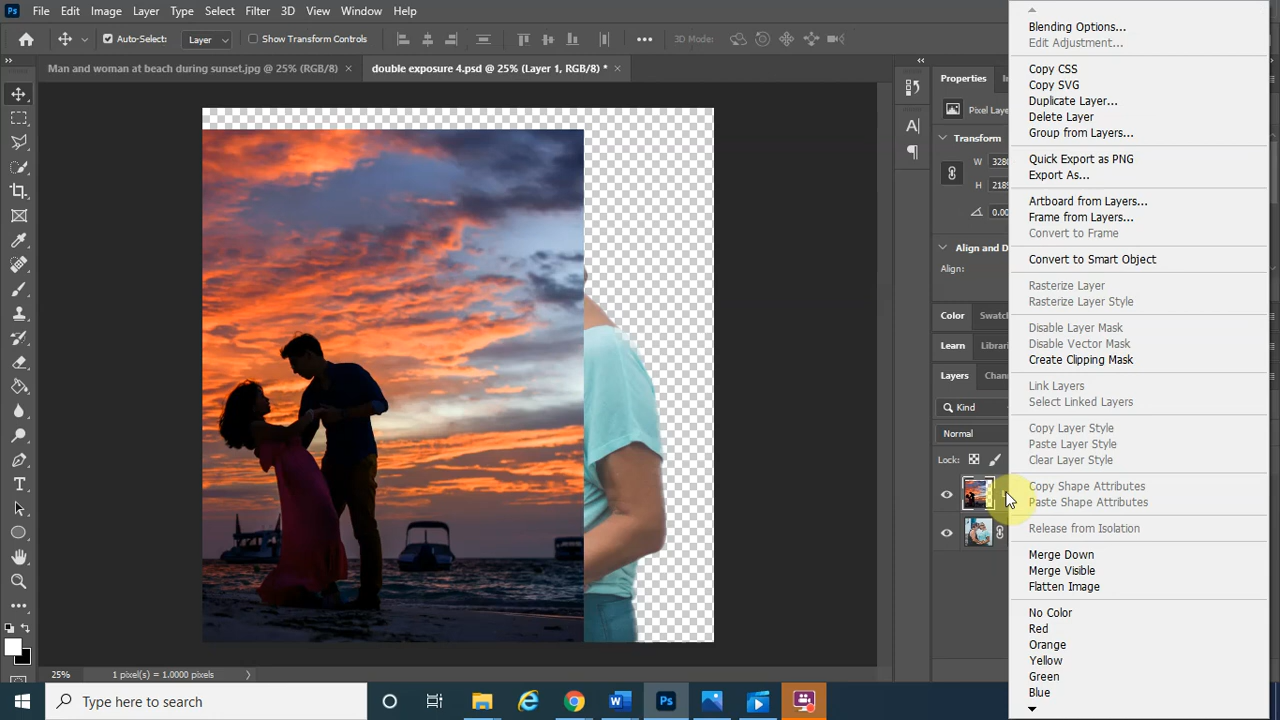 Ps File Edit Image Layer Type Select Filter 3D View Window Help
Auto-Select: Layer Show Transform Controls 3D Mode:
Man and woman at beach during sunset.jpg @ 25% (RGB/8) × double exposure 4.psd @ 25% (Layer 1, RGB/8) * ×
Properties
Pixel Layer
Transform
W
H
0.00
Align and D
Align:
Color Swatc
Learn Librari
Layers Chan
Kind
Normal
Lock:
Blending Options...
Edit Adjustment...
Copy CSS
Copy SVG
Duplicate Layer...
Delete Layer
Group from Layers...
Quick Export as PNG
Export As...
Artboard from Layers...
Frame from Layers...
Convert to Frame
Convert to Smart Object
Rasterize Layer
Rasterize Layer Style
Disable Layer Mask
Disable Vector Mask
Create Clipping Mask
Link Layers
Select Linked Layers
Copy Layer Style
Paste Layer Style
Clear Layer Style
Copy Shape Attributes
Paste Shape Attributes
Release from Isolation
Merge Down
Merge Visible
Flatten Image
No Color
Red
Orange
Yellow
Green
Blue
25% 1 pixel(s) = 1.0000 pixels
Type here to search